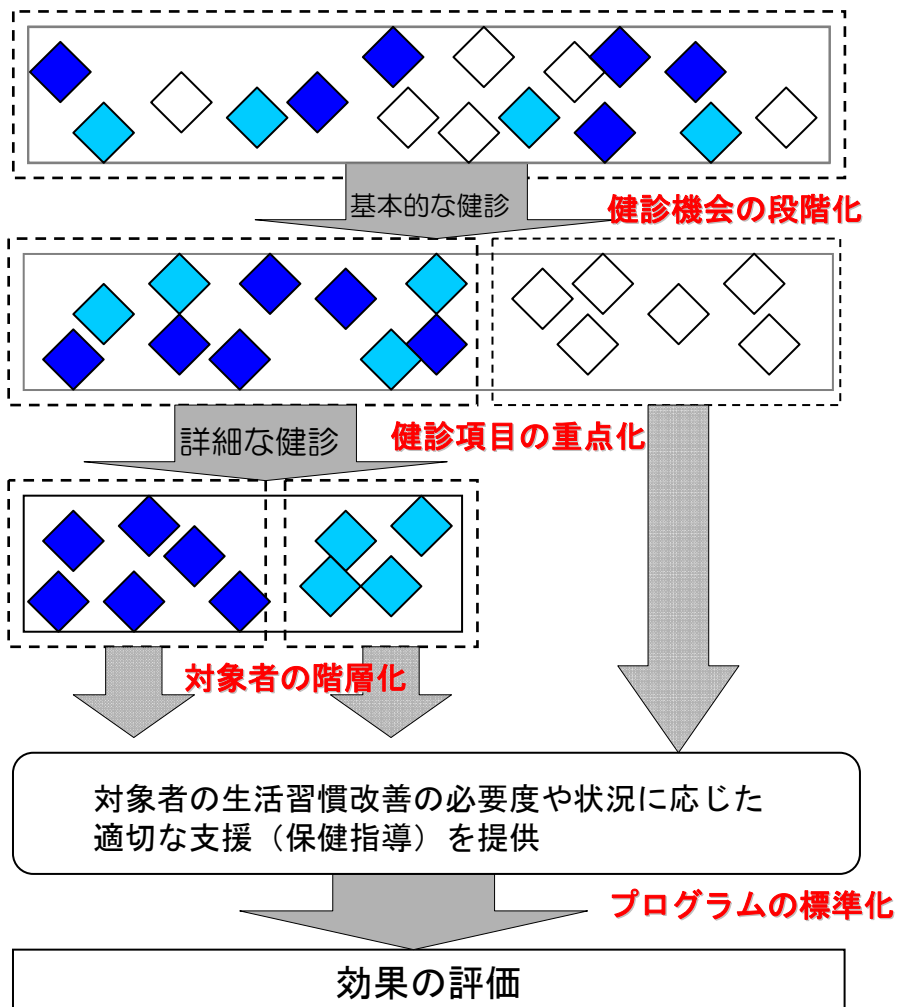 基本的な健診
健診機会の段階化
詳細な健診
健診項目の重点化
対象者の階層化
対象者の生活習慣改善の必要度や状況に応じた
適切な支援（保健指導）を提供
プログラムの標準化
効果の評価